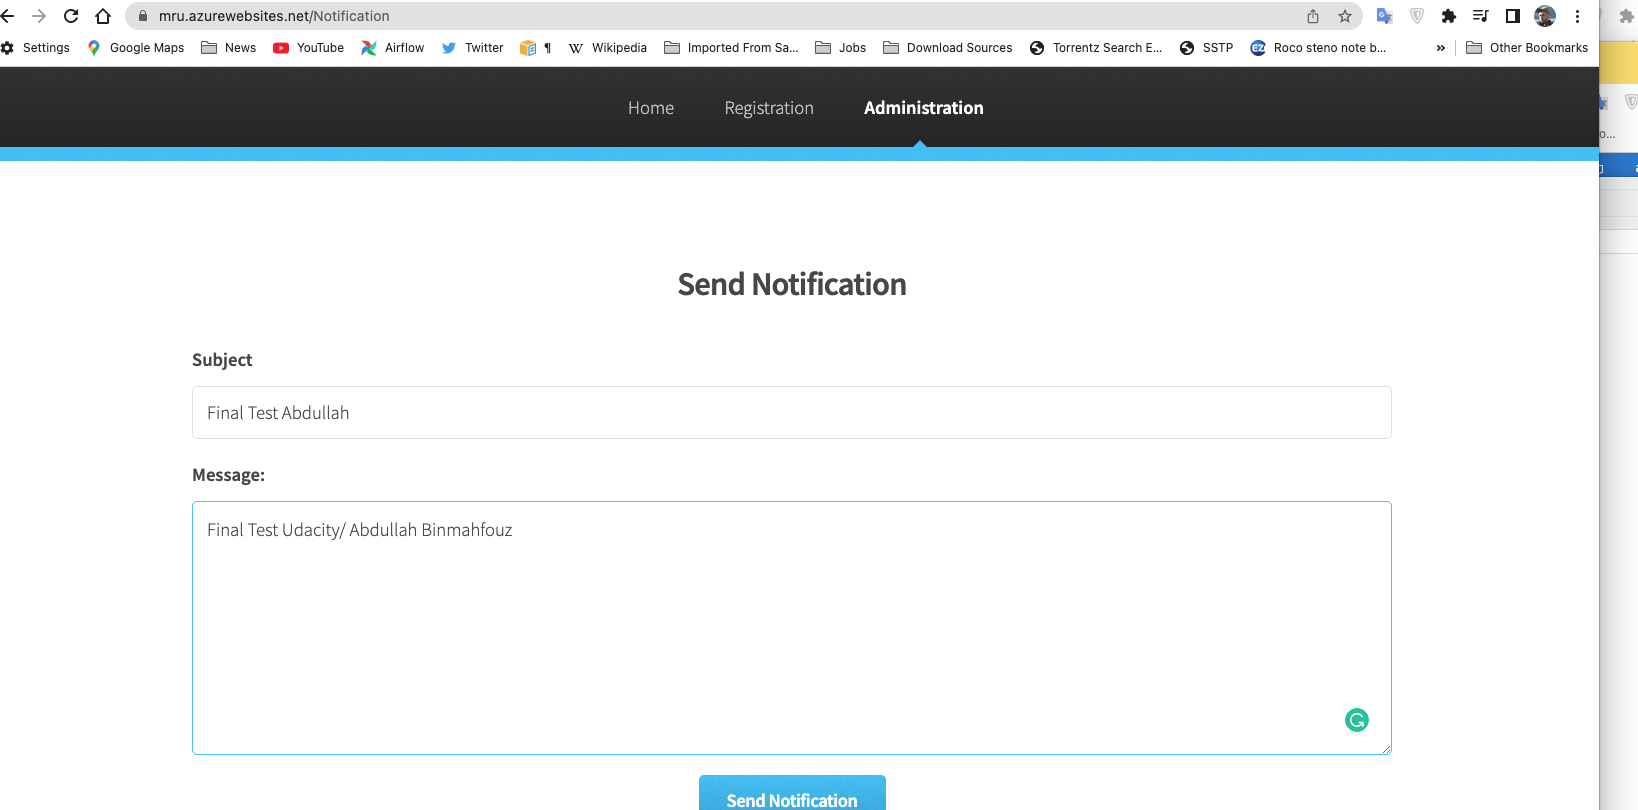 mru.azurewebsites.net/Notification
Settings Google Maps News YouTube Airflow Twitter ¶ W Wikipedia Imported From Sa... Jobs Download Sources Torrentz Search E... SSTP EZ Roco steno note b... » Other Bookmarks
Home Registration Administration
o...
Send Notification
Subject
Final Test Abdullah
Message:
Final Test Udacity/ Abdullah Binmahfouz
Send Notification